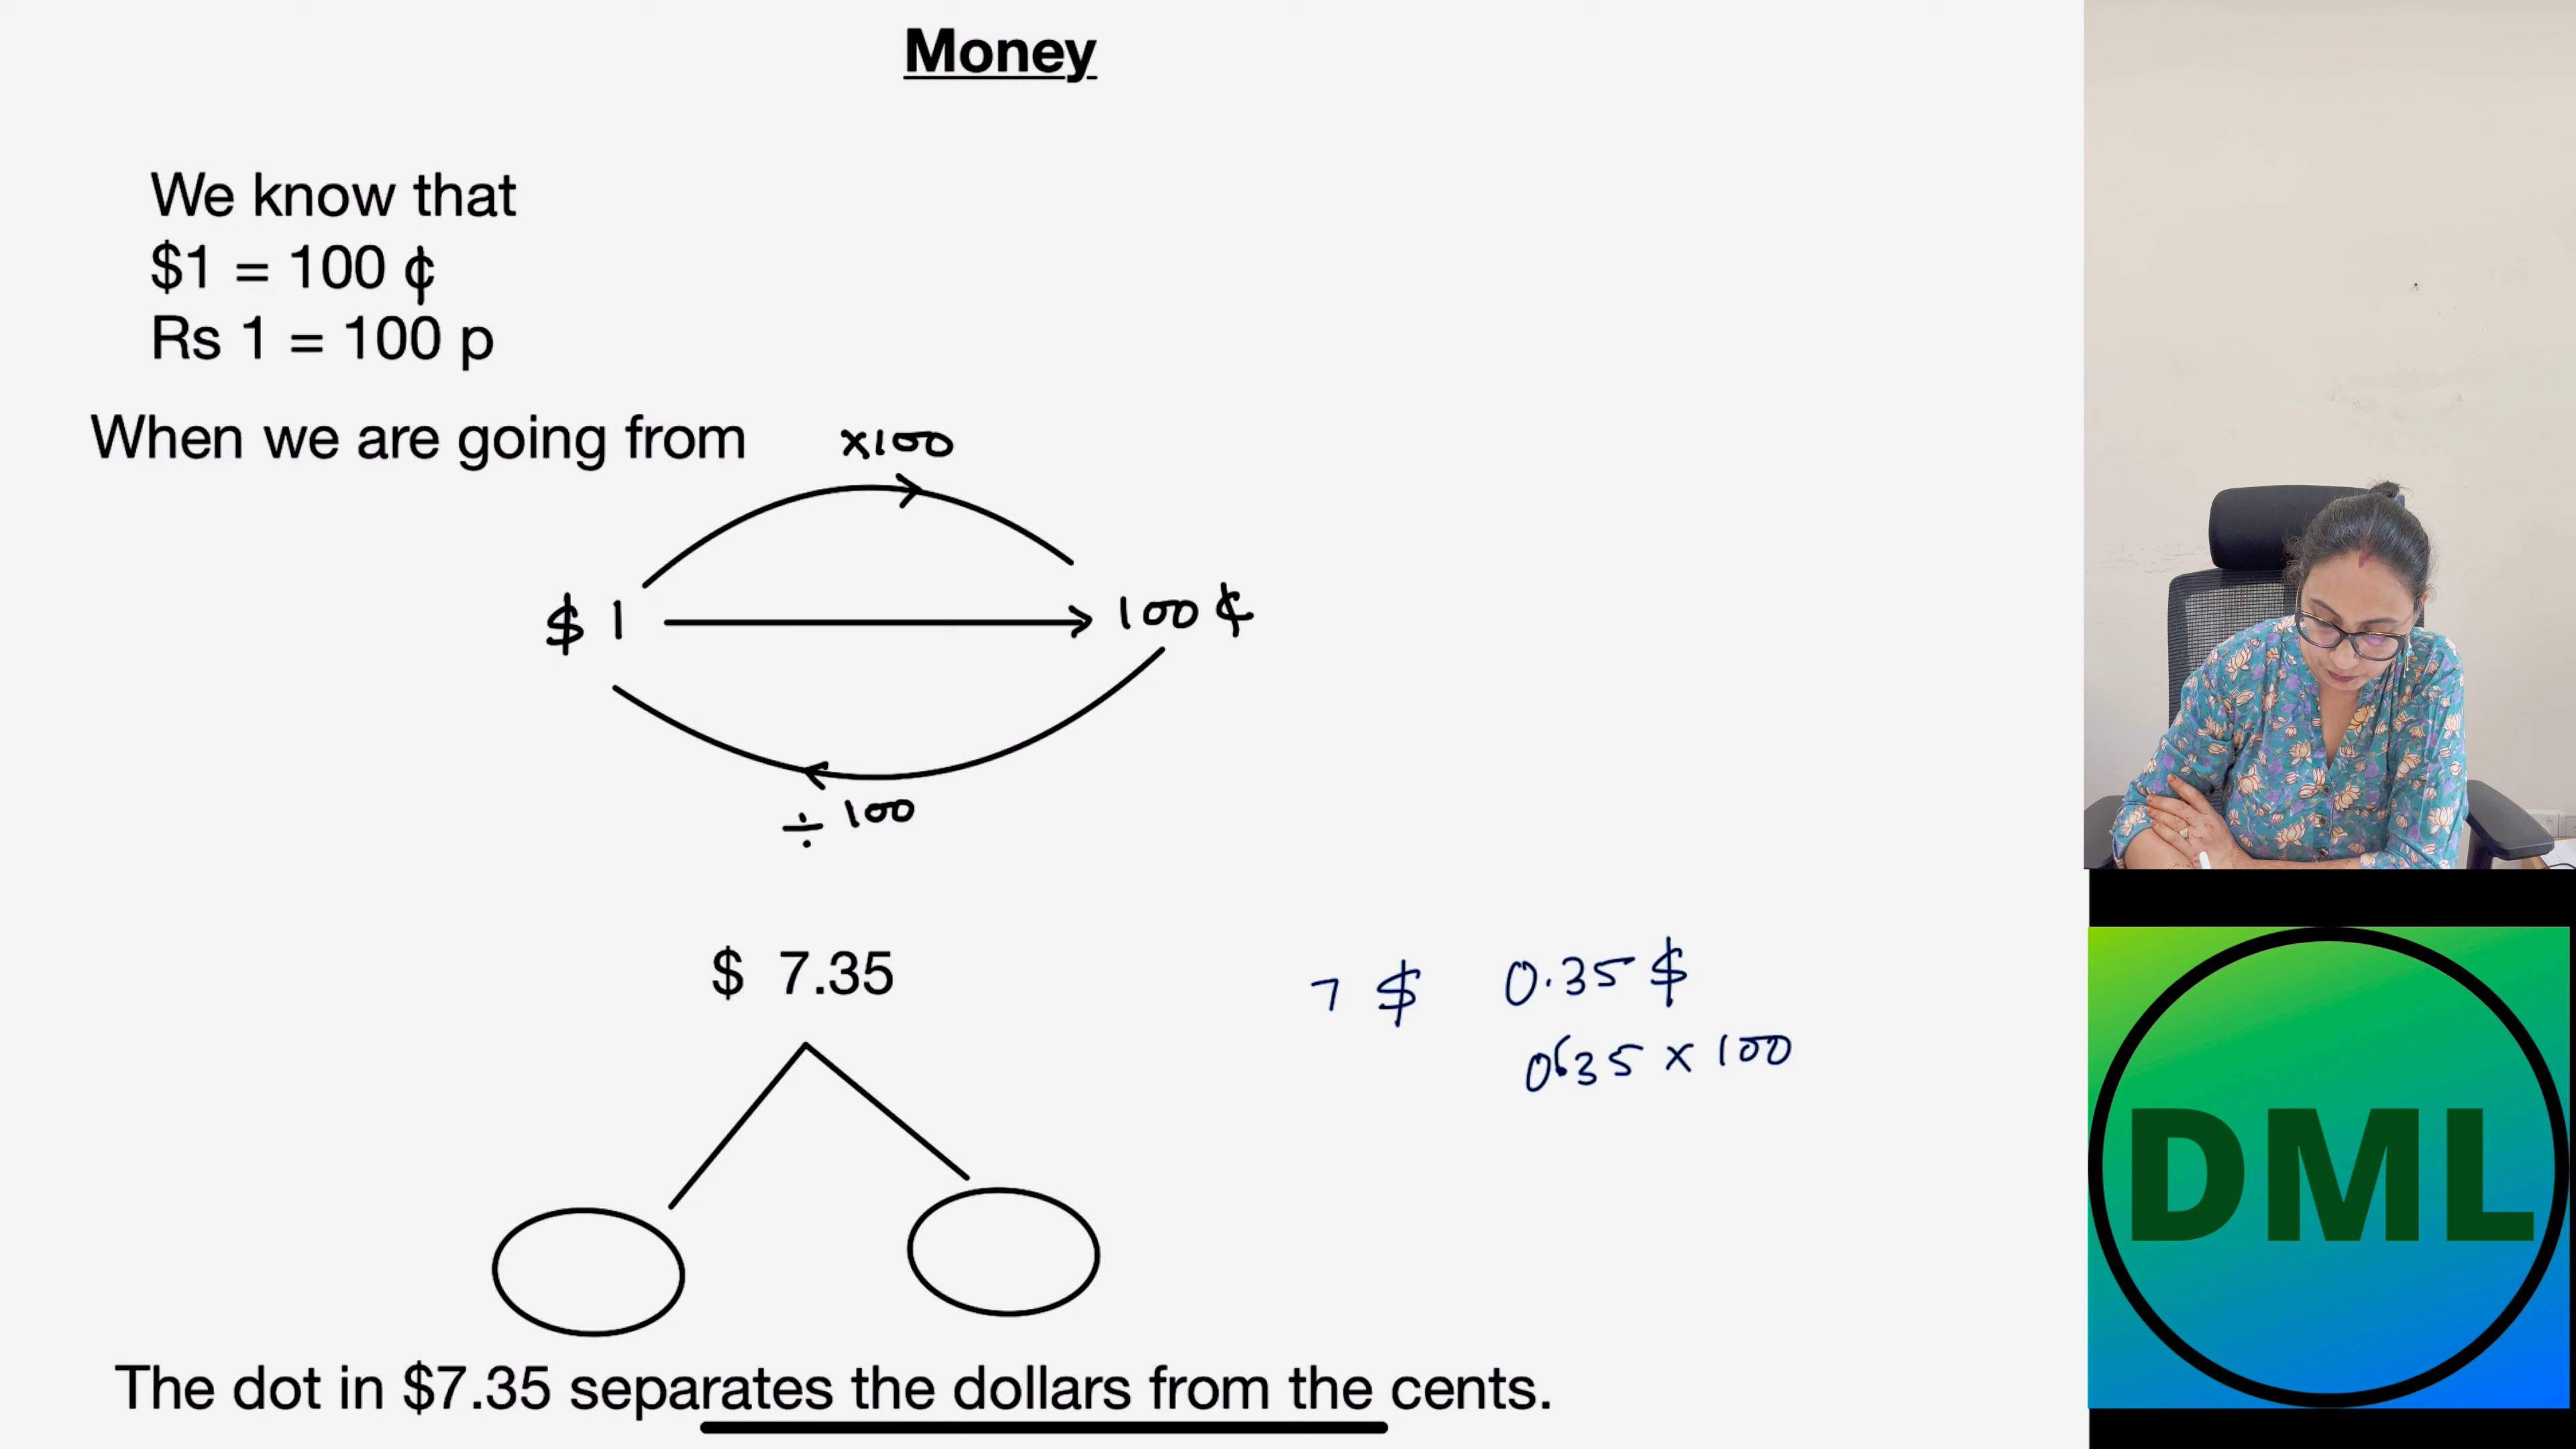 Money
We know that
$1 = 100 ¢
Rs 1 = 100 p
When we are going from
×100
$ 1
100 ¢
÷ 100
$ 7.35
7 $ 0.35 $
0.35 × 100
The dot in $7.35 separates the dollars from the cents.
DML